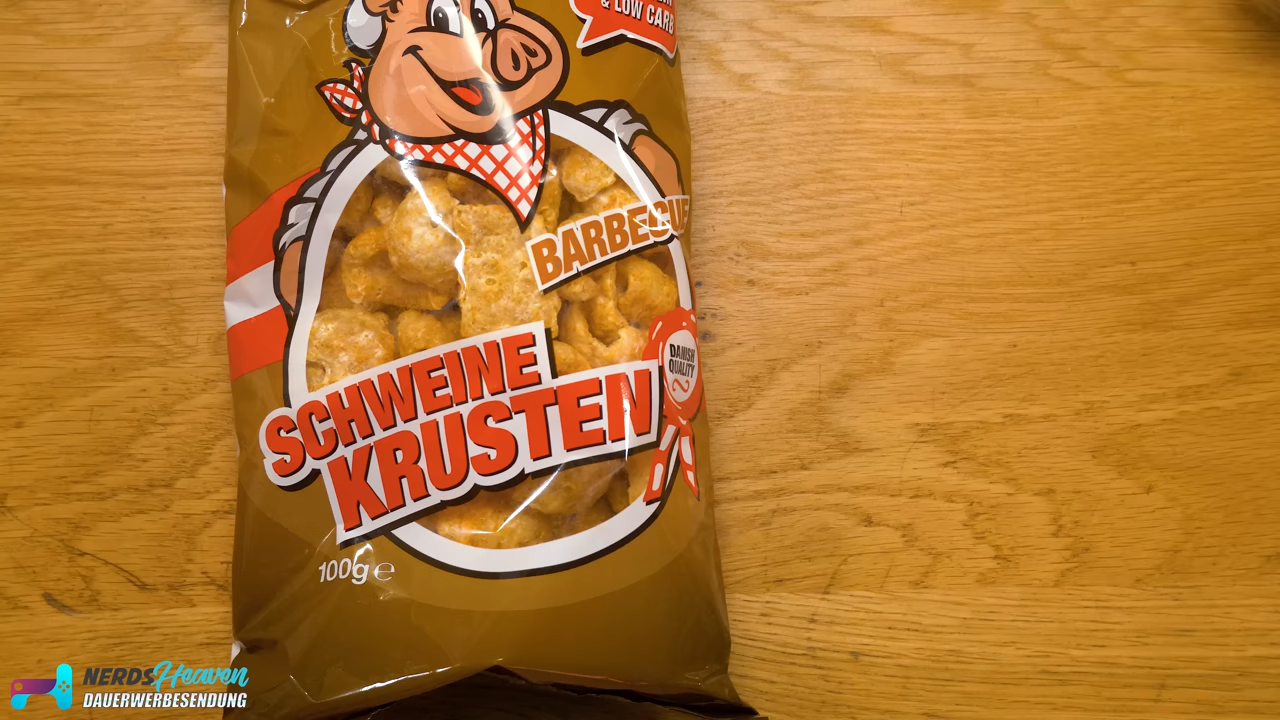 & LOW CARB
BARBECUE
DANISH
QUALITY
SCHWEINE
KRUSTEN
100g e
NERDSHeaven
DAUERWERBESENDUNG